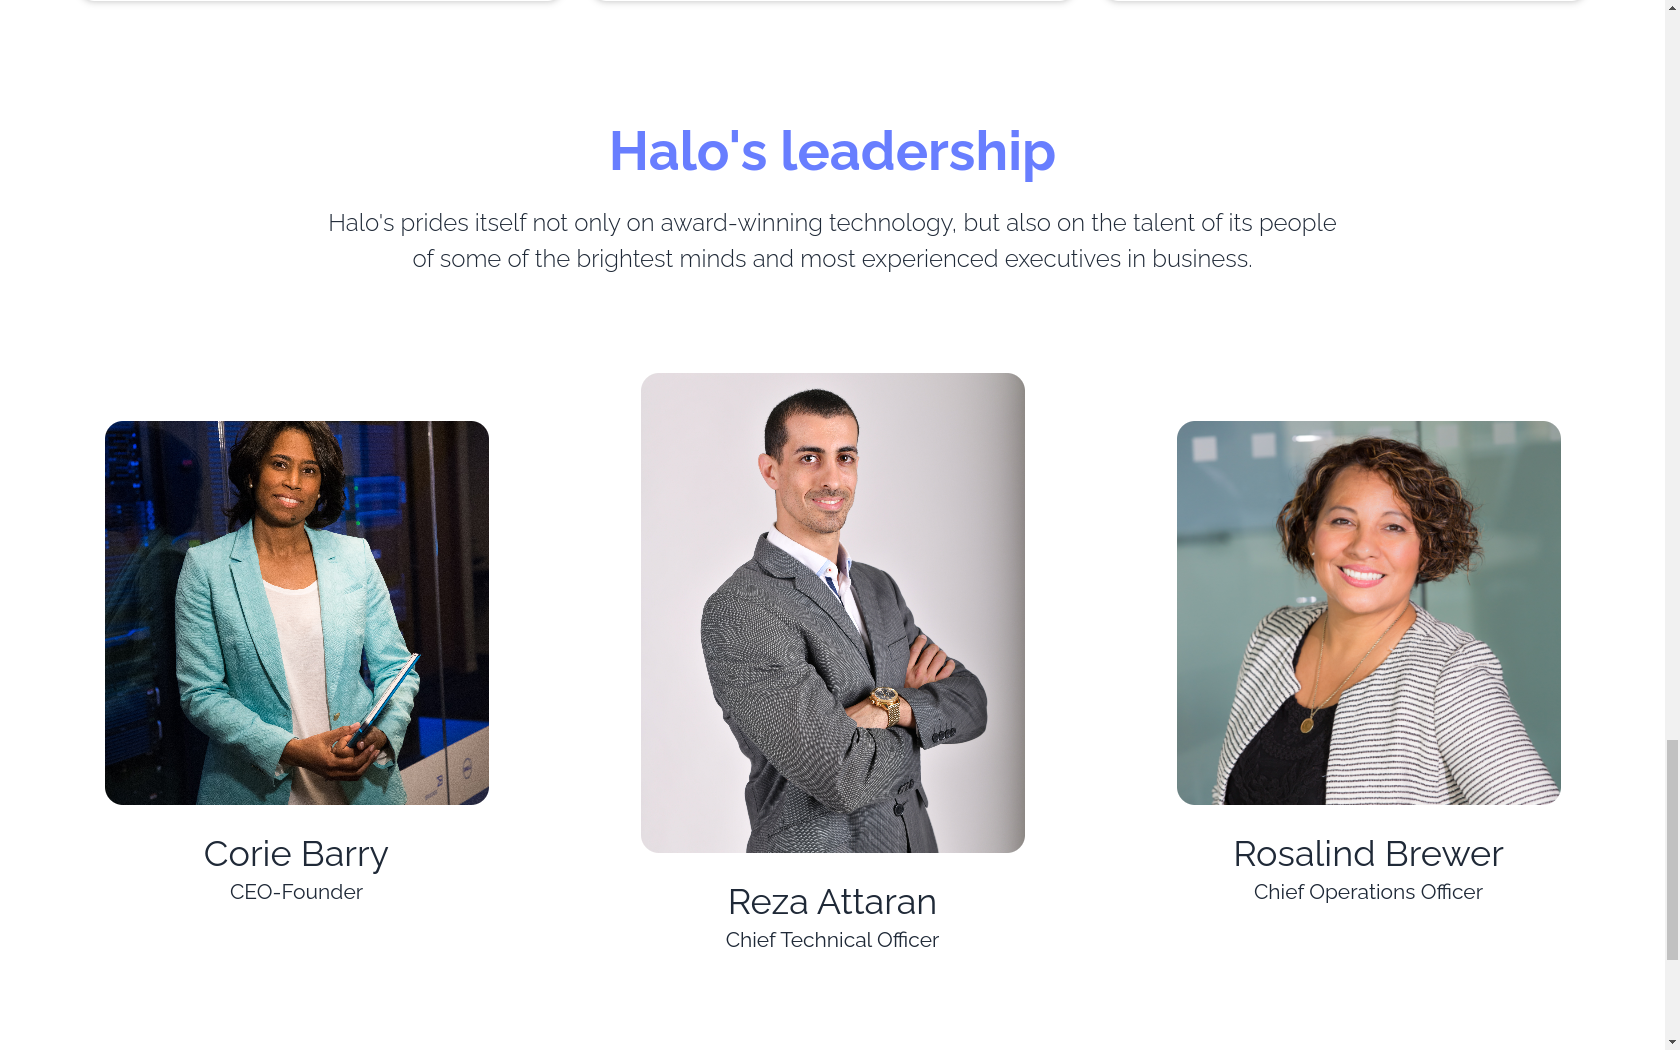 Halo's leadership
Halo's prides itself not only on award-winning technology, but also on the talent of its people
of some of the brightest minds and most experienced executives in business.
Corie Barry
CEO-Founder
Reza Attaran
Chief Technical Officer
Rosalind Brewer
Chief Operations Officer